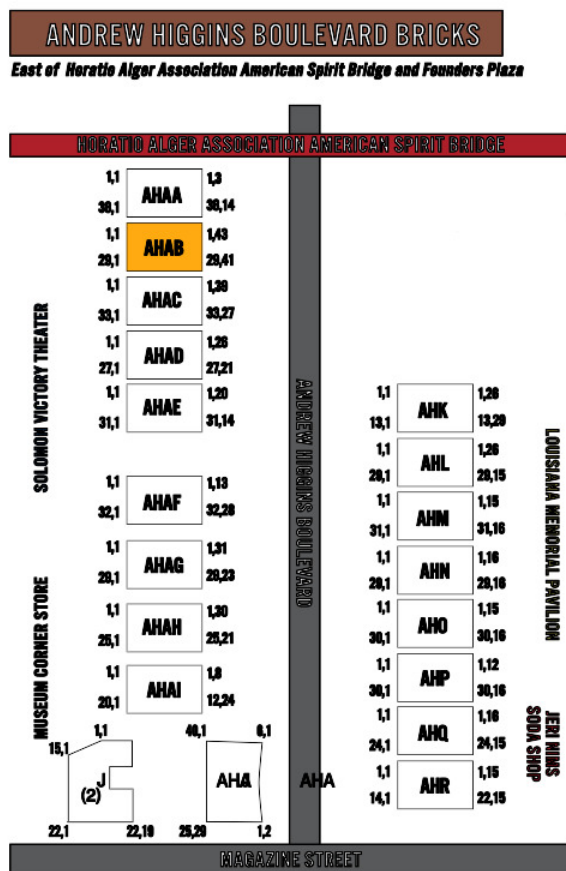 ANDREW HIGGINS BOULEVARD BRICKS
East of Horatio Alger Association American Spirit Bridge and Founders Plaza
HORATIO ALGER ASSOCIATION AMERICAN SPIRIT BRIDGE
1,1 AHAA 1,3
38,1 38,14
1,1 AHAB 1,43
29,1 29,41
1,1 AHAC 1,39
33,1 33,27
1,1 AHAD 1,26
27,1 27,21
1,1 AHAE 1,20
31,1 31,14
SOLOMON VICTORY THEATER
1,1 AHAF 1,13
32,1 32,28
1,1 AHAG 1,31
29,1 29,23
1,1 AHAH 1,30
25,1 25,21
1,1 AHAI 1,8
20,1 12,24
MUSEUM CORNER STORE
1,1
15,1
J
(2)
22,1 22,19
40,1 6,1
25,29 1,2
AHA
ANDREW HIGGINS BOULEVARD
1,1 AHK 1,26
13,1 13,29
1,1 AHL 1,26
29,1 29,15
1,1 AHM 1,15
31,1 31,16
1,1 AHN 1,16
29,1 29,16
1,1 AHO 1,15
30,1 30,16
1,1 AHP 1,12
30,1 30,16
1,1 AHQ 1,16
24,1 24,15
1,1 AHR 1,15
14,1 22,15
LOUISIANA MEMORIAL PAVILION
JERI NIMS
SODA SHOP
MAGAZINE STREET